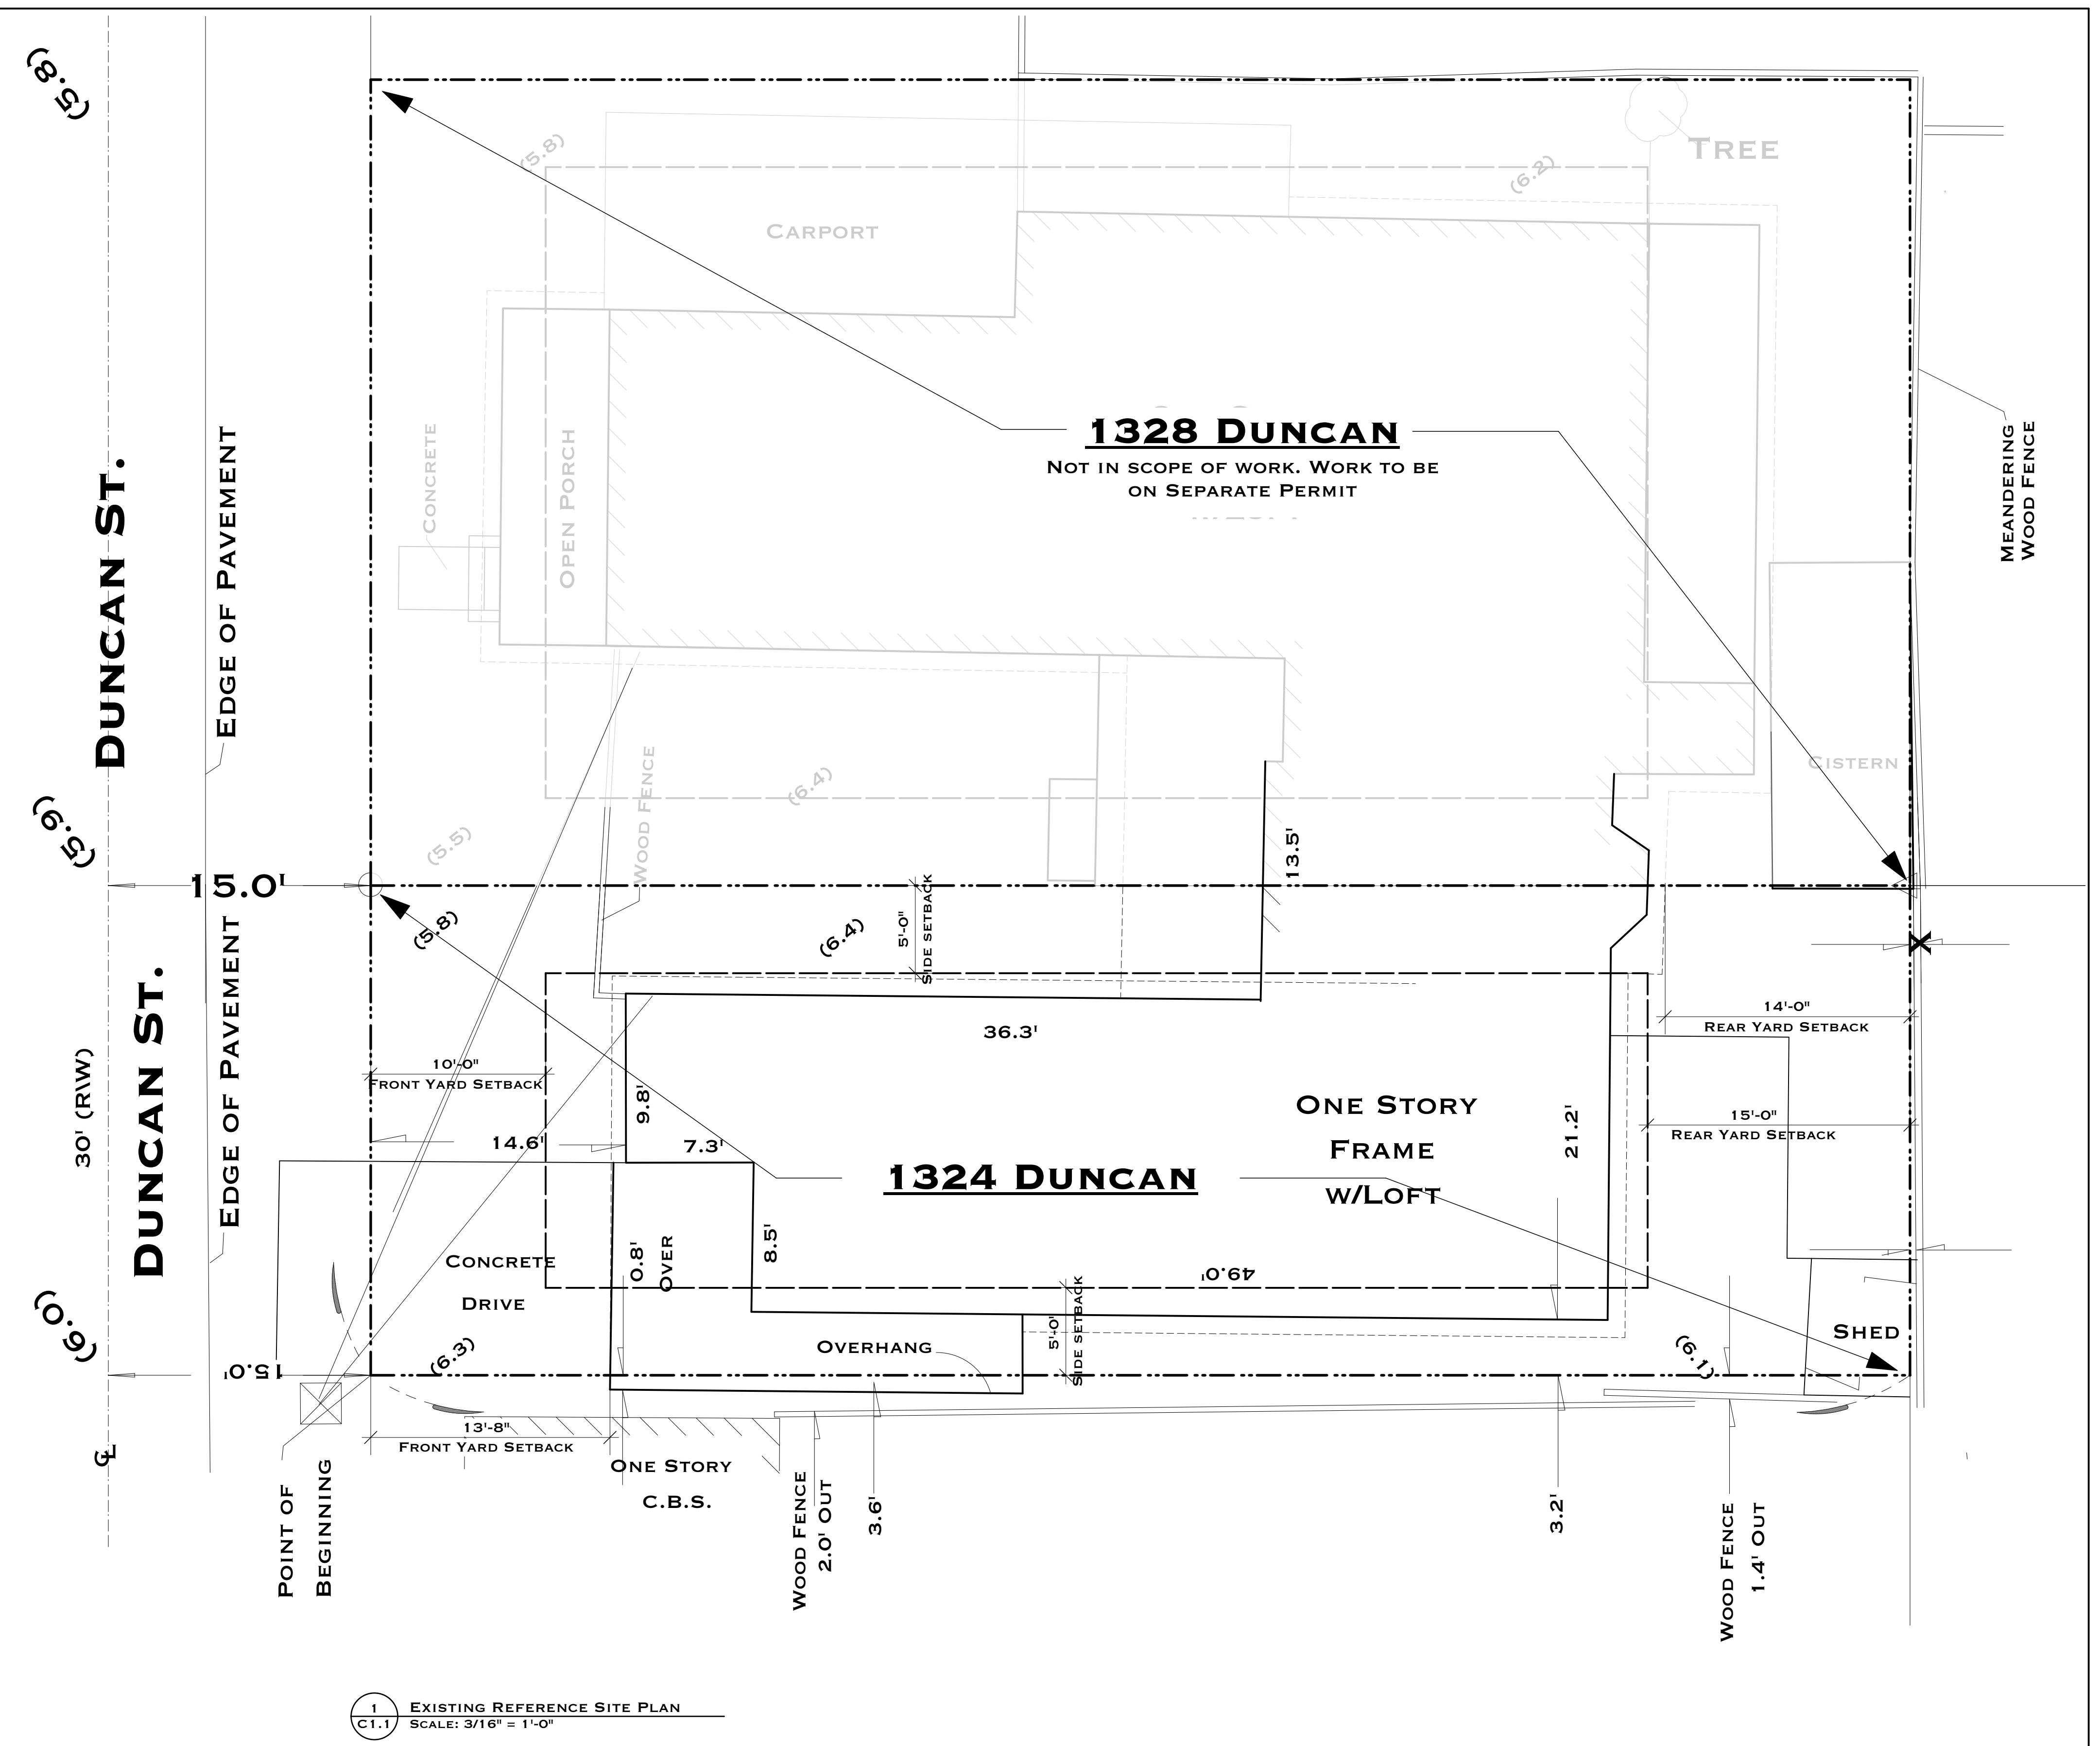 (5.8)
(5.8)
(6.2)
TREE
CARPORT
DUNCAN ST.
EDGE OF PAVEMENT
CONCRETE
OPEN PORCH
1328 DUNCAN
NOT IN SCOPE OF WORK. WORK TO BE
ON SEPARATE PERMIT
MEANDERING
WOOD FENCE
CISTERN
WOOD FENCE
(6.4)
(5.5)
(5.9)
13.5'
15.0'
(5.8)
(6.4)
5'-0"
SIDE SETBACK
X
DUNCAN ST.
EDGE OF PAVEMENT
30' (RW)
14'-0"
REAR YARD SETBACK
36.3'
10'-0"
FRONT YARD SETBACK
9.8'
14.6'
7.3'
ONE STORY
FRAME
W/LOFT
21.2'
15'-0"
REAR YARD SETBACK
1324 DUNCAN
8.5'
0.8'
OVER
CONCRETE
DRIVE
49.0'
(6.0)
(6.3)
15.0'
OVERHANG
5'-0"
SIDE SETBACK
(6.1)
SHED
13'-8"
FRONT YARD SETBACK
ONE STORY
C.B.S.
℄
POINT OF
BEGINNING
WOOD FENCE
2.0' OUT
3.6'
3.2'
WOOD FENCE
1.4' OUT
1
C1.1
EXISTING REFERENCE SITE PLAN
SCALE: 3/16" = 1'-0"